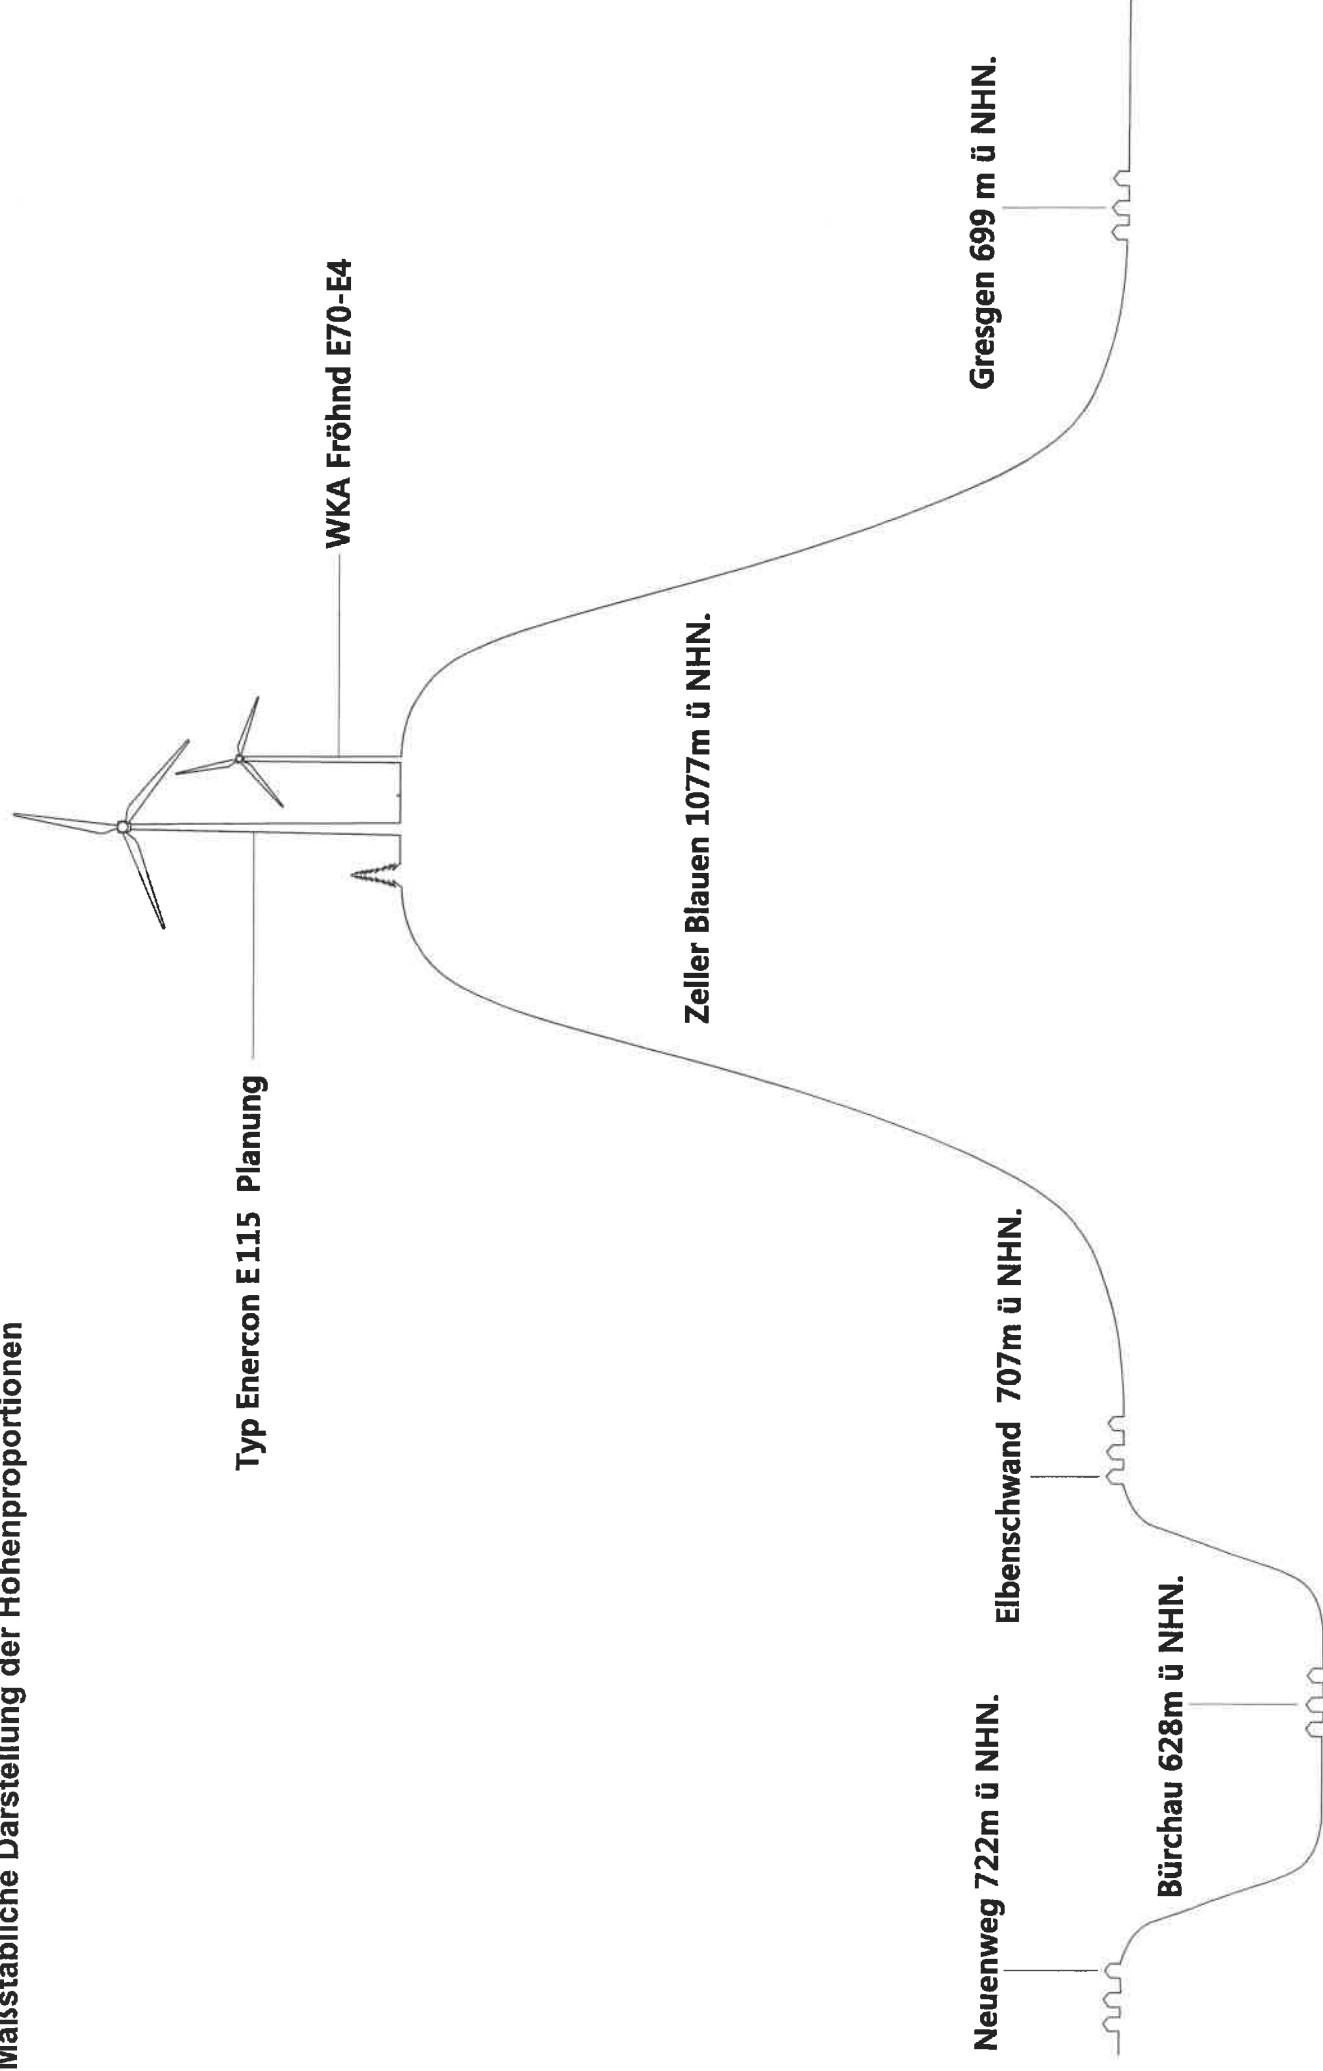 Maßstäbliche Darstellung der Höhenproportionen
Typ Enercon E 115 Planung
WKA Fröhnd E70-E4
Zeller Blauen 1077m ü NHN.
Neuenweg 722m ü NHN.
Bürchau 628m ü NHN.
Elbenschwand 707m ü NHN.
Gresgen 699 m ü NHN.